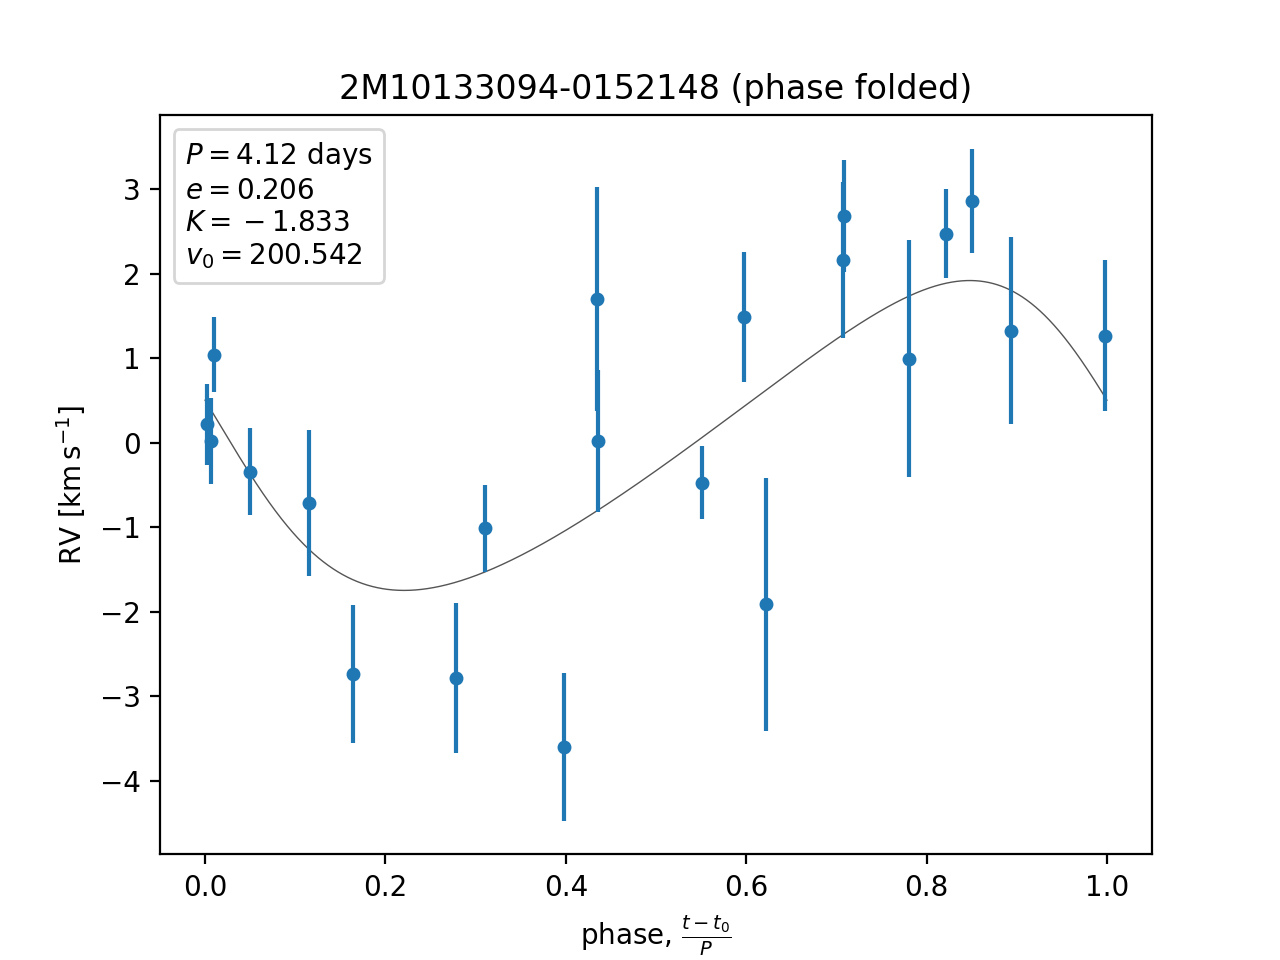 2M10133094-0152148 (phase folded)
P = 4.12 days
e = 0.206
K = −1.833
v₀ = 200.542
RV [km s⁻¹]
3
2
1
0
−1
−2
−3
−4
0.0 0.2 0.4 0.6 0.8 1.0
phase, (t − t₀)/P